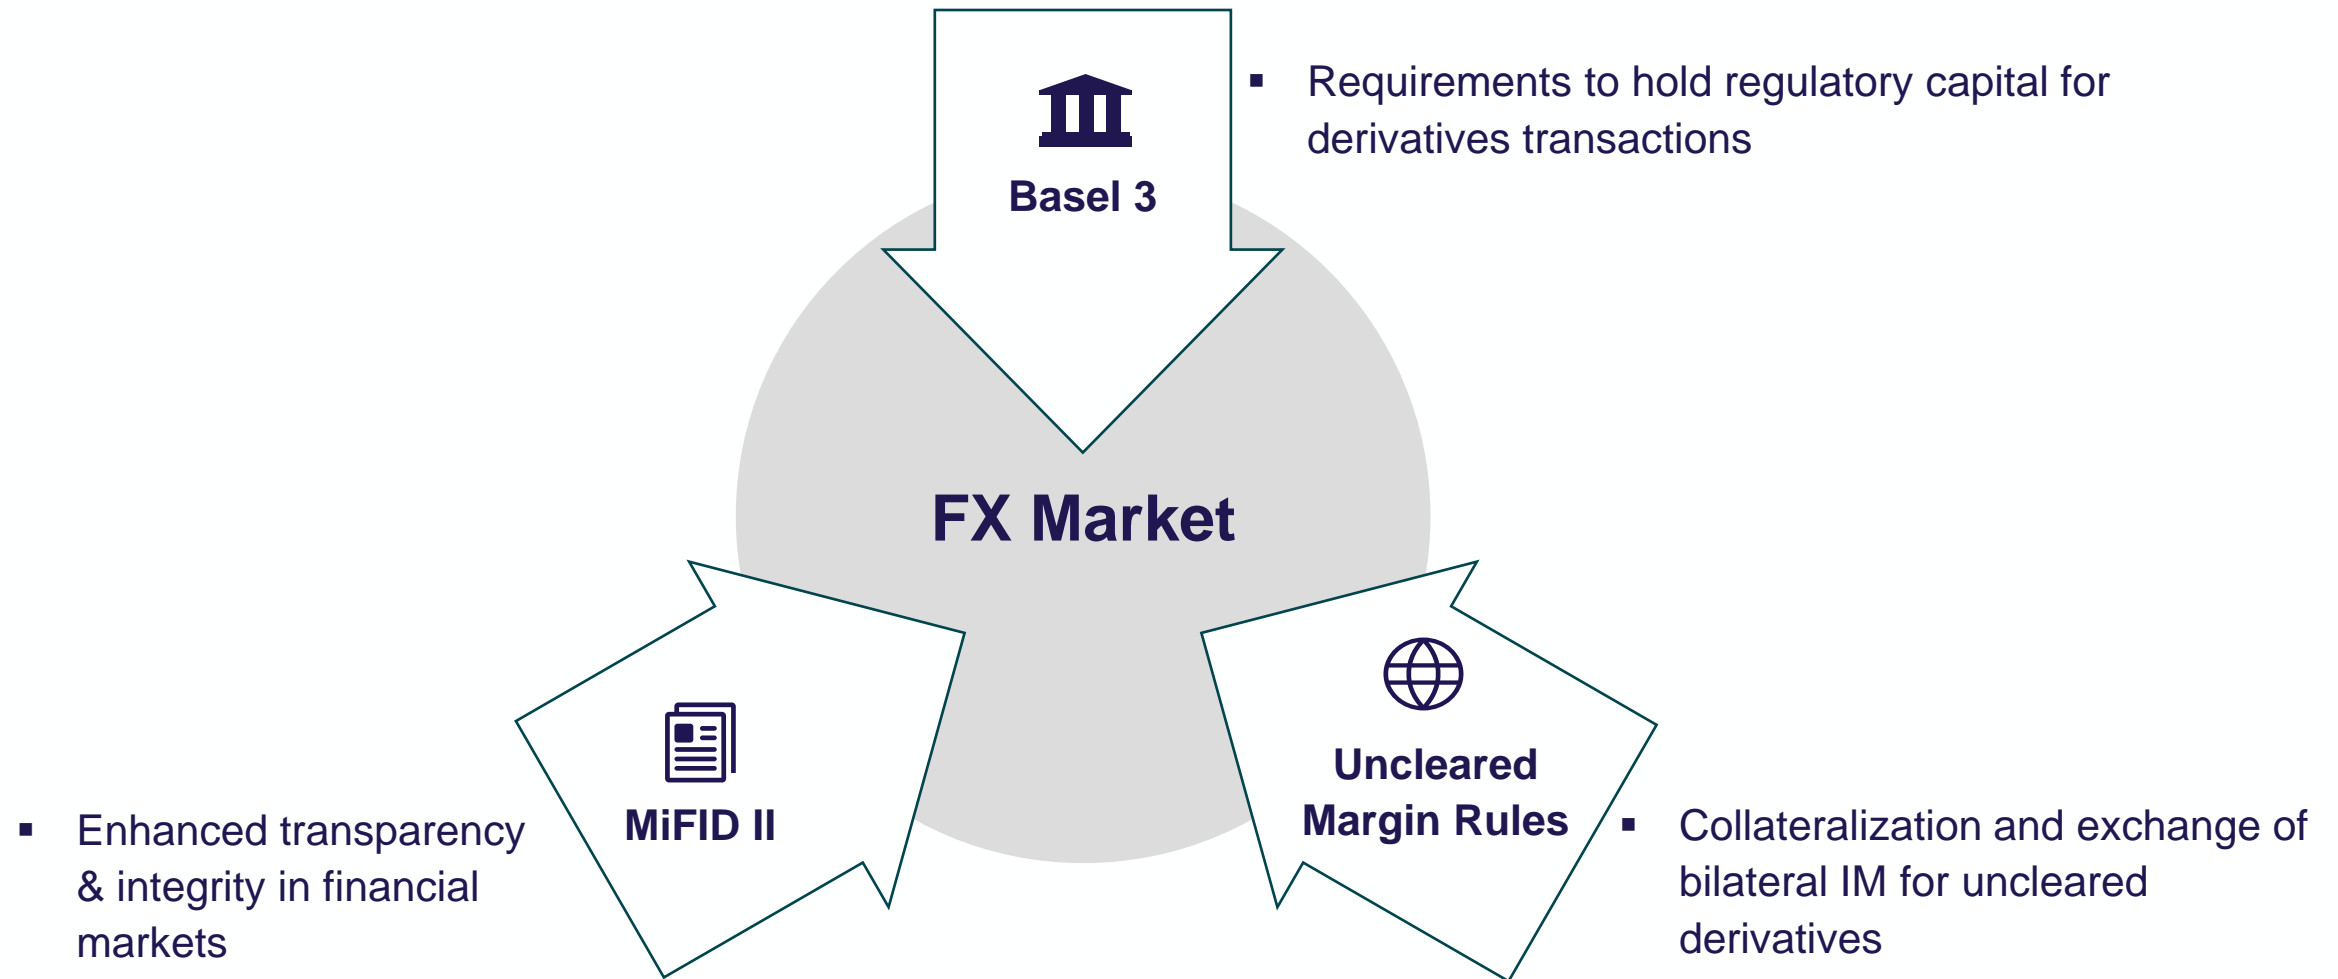 Basel 3
▪ Requirements to hold regulatory capital for
derivatives transactions
FX Market
MiFID II
▪ Enhanced transparency
& integrity in financial
markets
Uncleared
Margin Rules
▪ Collateralization and exchange of
bilateral IM for uncleared
derivatives